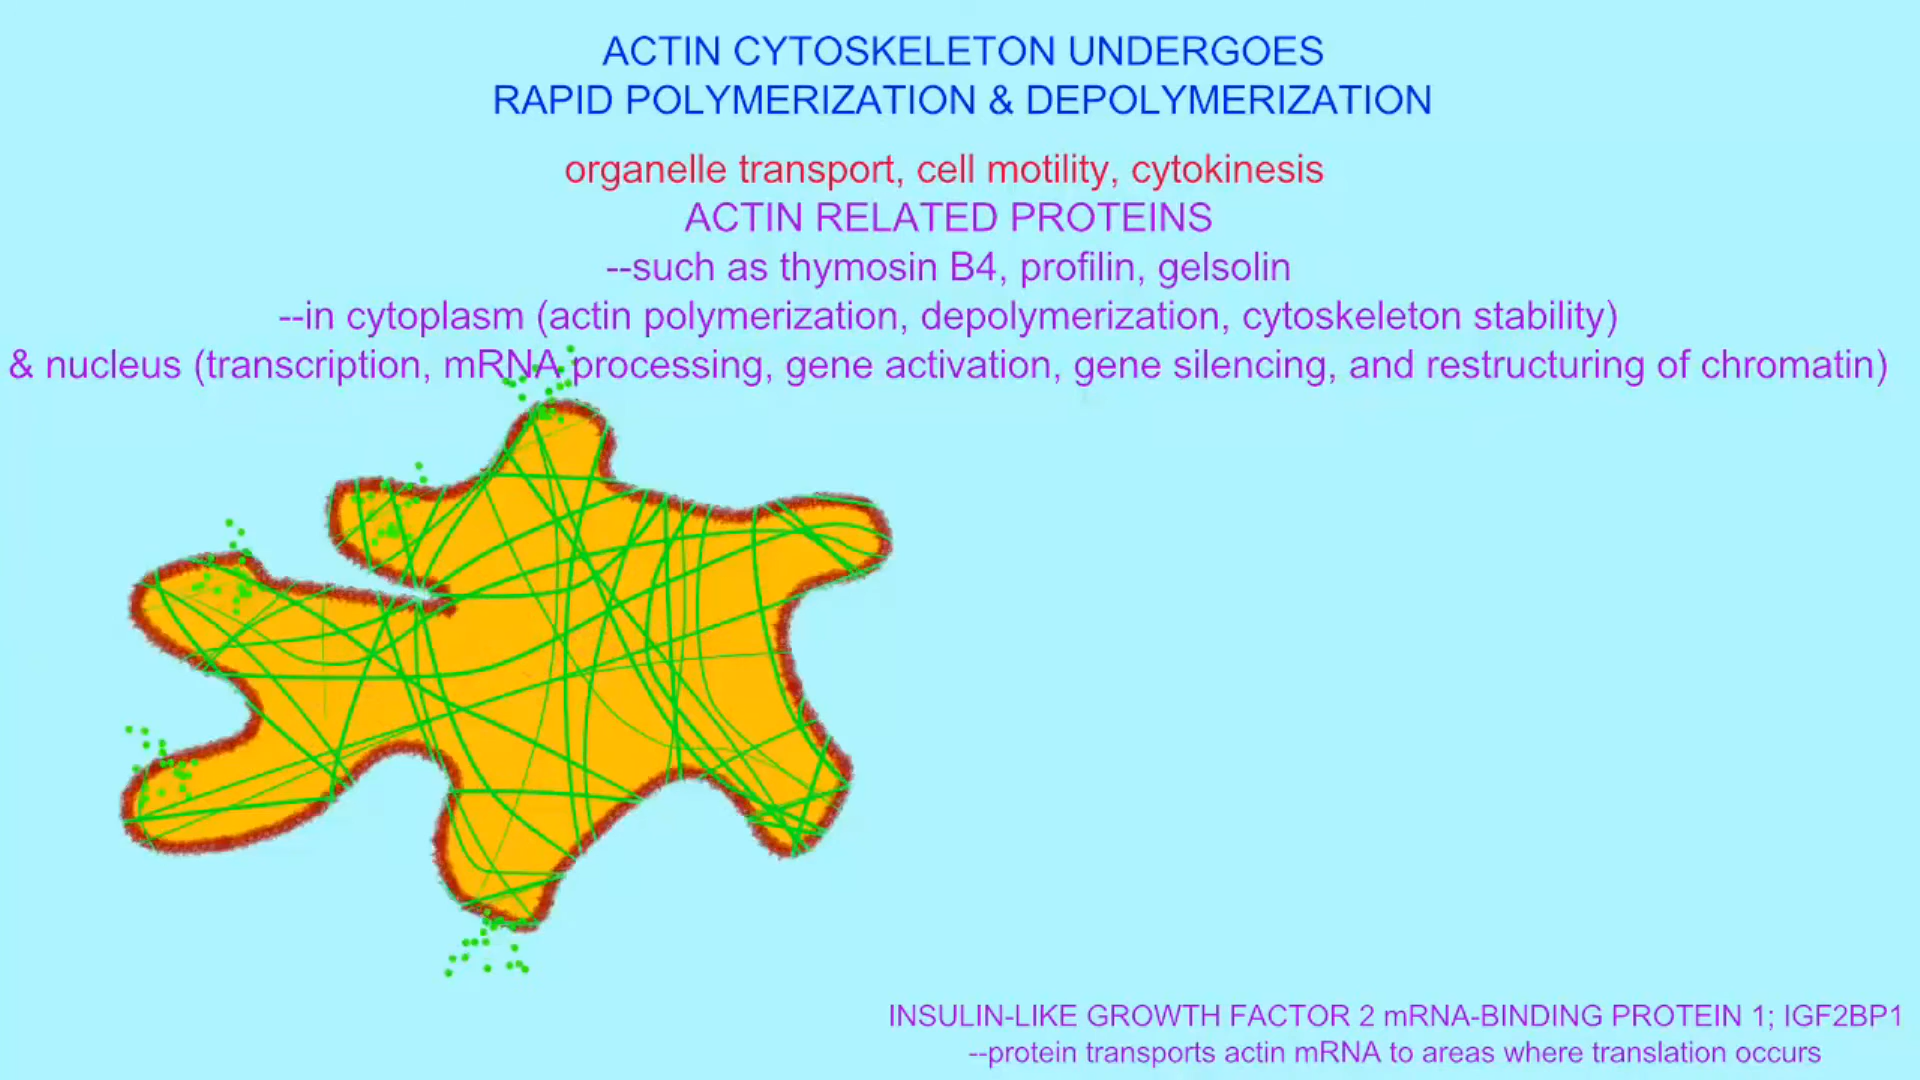 ACTIN CYTOSKELETON UNDERGOES
RAPID POLYMERIZATION & DEPOLYMERIZATION
organelle transport, cell motility, cytokinesis
ACTIN RELATED PROTEINS
--such as thymosin B4, profilin, gelsolin
--in cytoplasm (actin polymerization, depolymerization, cytoskeleton stability)
& nucleus (transcription, mRNA processing, gene activation, gene silencing, and restructuring of chromatin)
INSULIN-LIKE GROWTH FACTOR 2 mRNA-BINDING PROTEIN 1; IGF2BP1
--protein transports actin mRNA to areas where translation occurs